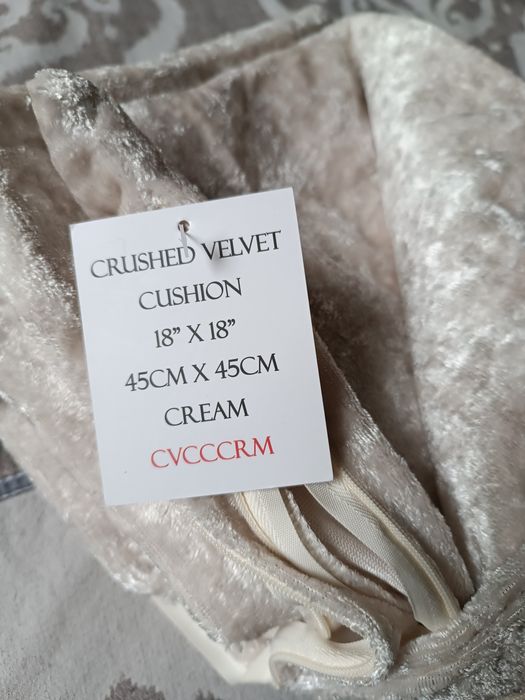 CRUSHED VELVET
CUSHION
18” X 18”
45CM X 45CM
CREAM
CVCCCRM